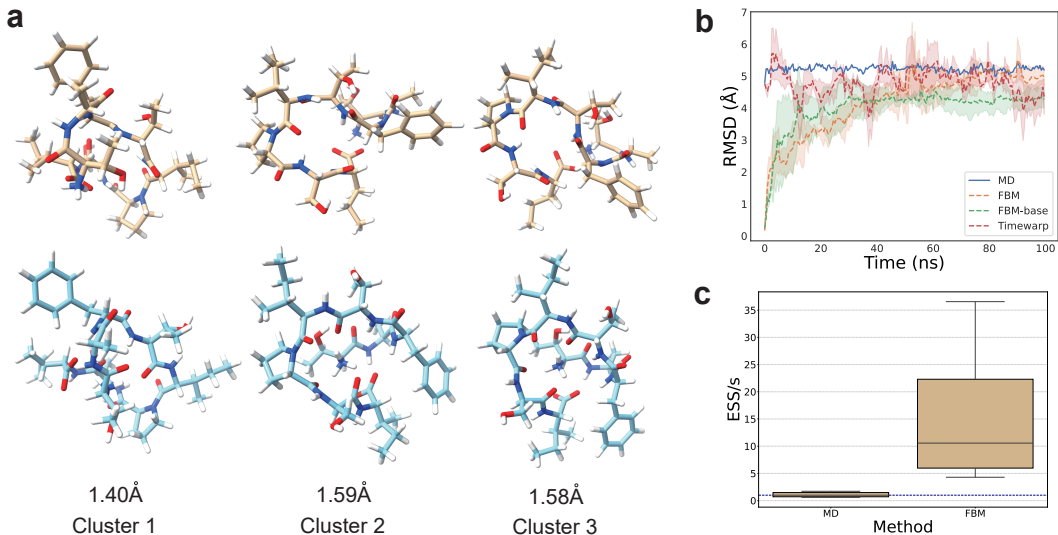 a
1.40Å
1.59Å
1.58Å
Cluster 1
Cluster 2
Cluster 3
b
7
6
5
4
3
2
1
0
RMSD (Å)
MD
FBM
FBM-base
Timewarp
0
20
40
60
80
100
Time (ns)
c
35
30
25
20
15
10
5
0
ESS/s
MD
FBM
Method